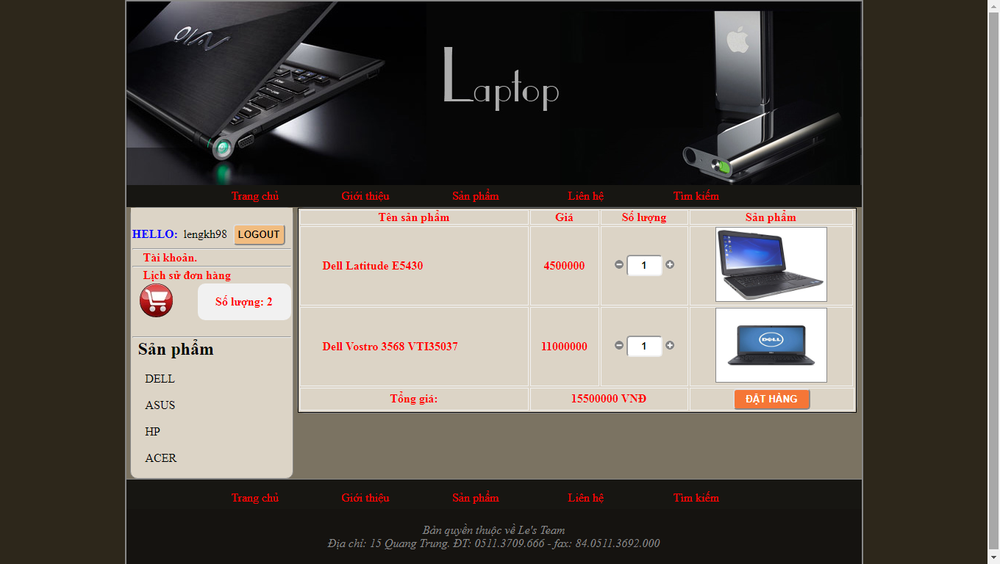 VAIO
Laptop
Trang chủ Giới thiệu Sản phẩm Liên hệ Tìm kiếm
HELLO: lengkh98 LOGOUT
Tài khoản.
Lịch sử đơn hàng
Số lượng: 2
Sản phẩm
DELL
ASUS
HP
ACER
Tên sản phẩm Giá Số lượng Sản phẩm
Dell Latitude E5430 4500000 1
Dell Vostro 3568 VTI35037 11000000 1
DELL
Tổng giá: 15500000 VNĐ ĐẶT HÀNG
Trang chủ Giới thiệu Sản phẩm Liên hệ Tìm kiếm
Bản quyền thuộc về Le's Team
Địa chỉ: 15 Quang Trung. ĐT: 0511.3709.666 - fax: 84.0511.3692.000